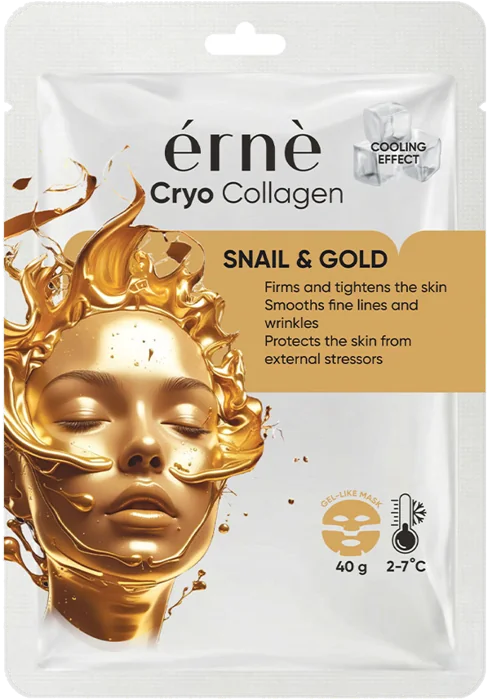 érnè
Cryo Collagen
COOLING
EFFECT
SNAIL & GOLD
Firms and tightens the skin
Smooths fine lines and
wrinkles
Protects the skin from
external stressors
GEL-LIKE MASK
40 g
2-7°C